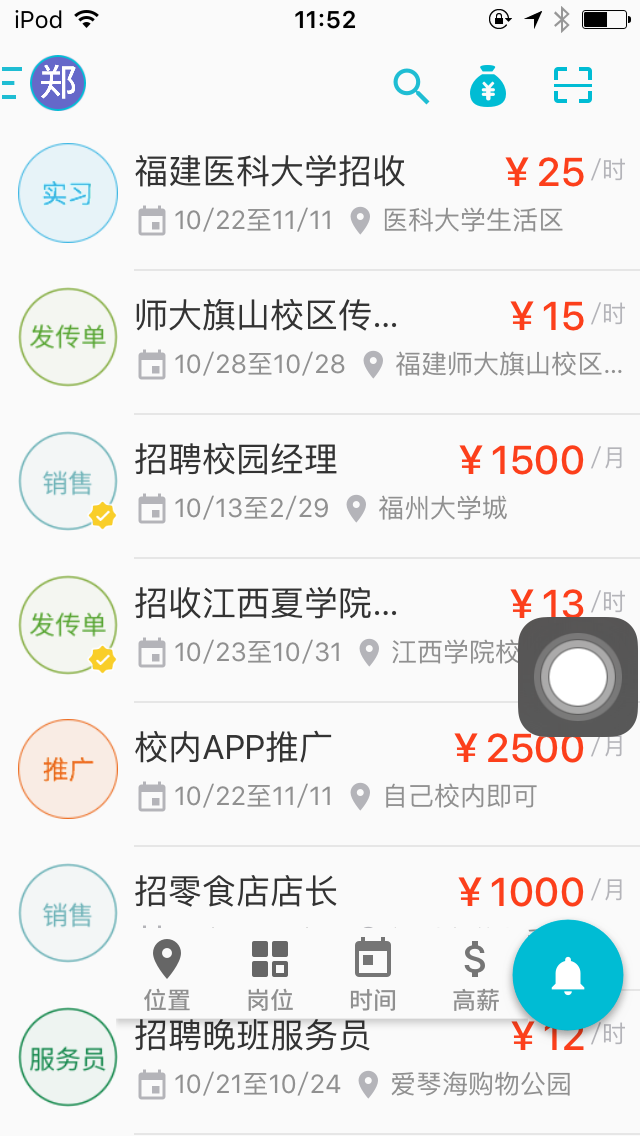 iPod 11:52
郑
实习 福建医科大学招收 ¥25/时
10/22至11/11 医科大学生活区
发传单 师大旗山校区传... ¥15/时
10/28至10/28 福建师大旗山校区...
销售 招聘校园经理 ¥1500/月
10/13至2/29 福州大学城
发传单 招收江西夏学院... ¥13/时
10/23至10/31 江西学院校
推广 校内APP推广 ¥2500/月
10/22至11/11 自己校内即可
销售 招零食店店长 ¥1000/月
位置 岗位 时间 高薪
服务员 招聘晚班服务员 ¥12/时
10/21至10/24 爱琴海购物公园